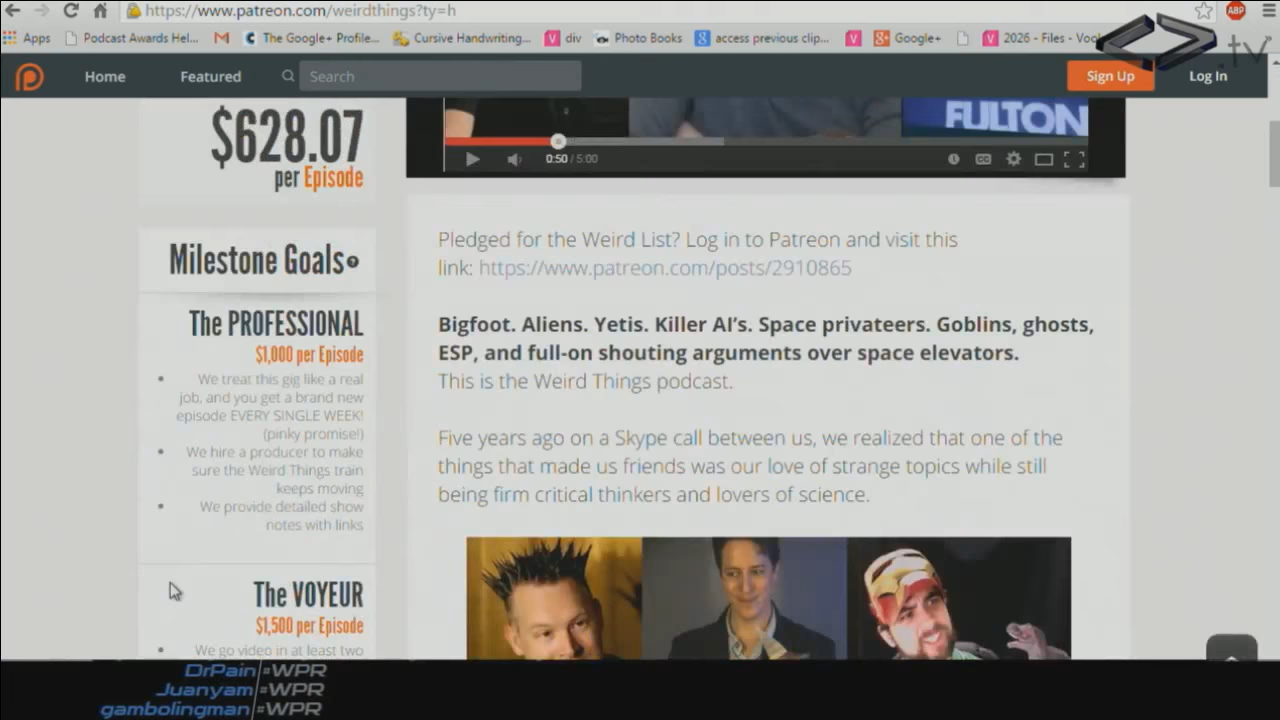 https://www.patreon.com/weirdthings?ty=h
ABP
Apps Podcast Awards Hel... The Google+ Profile... Cursive Handwriting... div Photo Books access previous clip... Google+ 2026 - Files - Vool
.tv
Home Featured Search Sign Up Log In
$628.07
per Episode
FULTON
0:50 / 5:00
CC
Milestone Goals
The PROFESSIONAL
$1,000 per Episode
We treat this gig like a real
job, and you get a brand new
episode EVERY SINGLE WEEK!
(pinky promise!)
We hire a producer to make
sure the Weird Things train
keeps moving
We provide detailed show
notes with links
The VOYEUR
$1,500 per Episode
We go video in at least two
Pledged for the Weird List? Log in to Patreon and visit this
link: https://www.patreon.com/posts/2910865
Bigfoot. Aliens. Yetis. Killer AI's. Space privateers. Goblins, ghosts,
ESP, and full-on shouting arguments over space elevators.
This is the Weird Things podcast.
Five years ago on a Skype call between us, we realized that one of the
things that made us friends was our love of strange topics while still
being firm critical thinkers and lovers of science.
DrPain #WPR
Juanyam #WPR
gambolingman #WPR